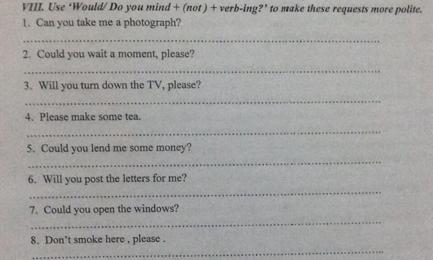 VIII. Use 'Would/ Do you mind + (not) + verb-ing?' to make these requests more polite.
1. Can you take me a photograph?
2. Could you wait a moment, please?
3. Will you turn down the TV, please?
4. Please make some tea.
5. Could you lend me some money?
6. Will you post the letters for me?
7. Could you open the windows?
8. Don't smoke here , please .